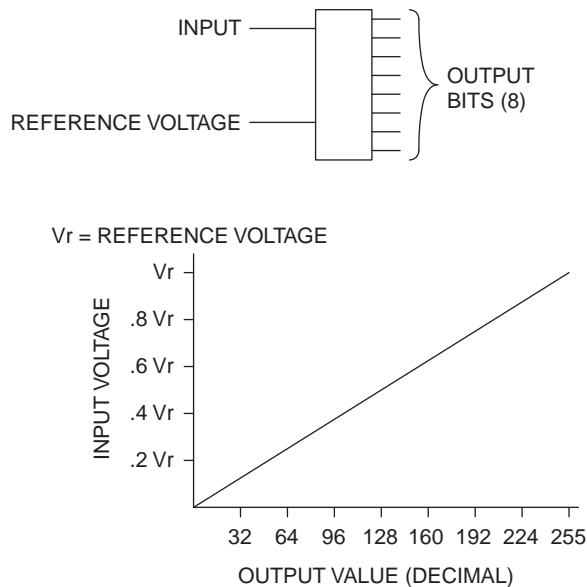 INPUT
REFERENCE VOLTAGE
OUTPUT
BITS (8)
Vr = REFERENCE VOLTAGE
INPUT VOLTAGE
Vr
.8 Vr
.6 Vr
.4 Vr
.2 Vr
32 64 96 128 160 192 224 255
OUTPUT VALUE (DECIMAL)